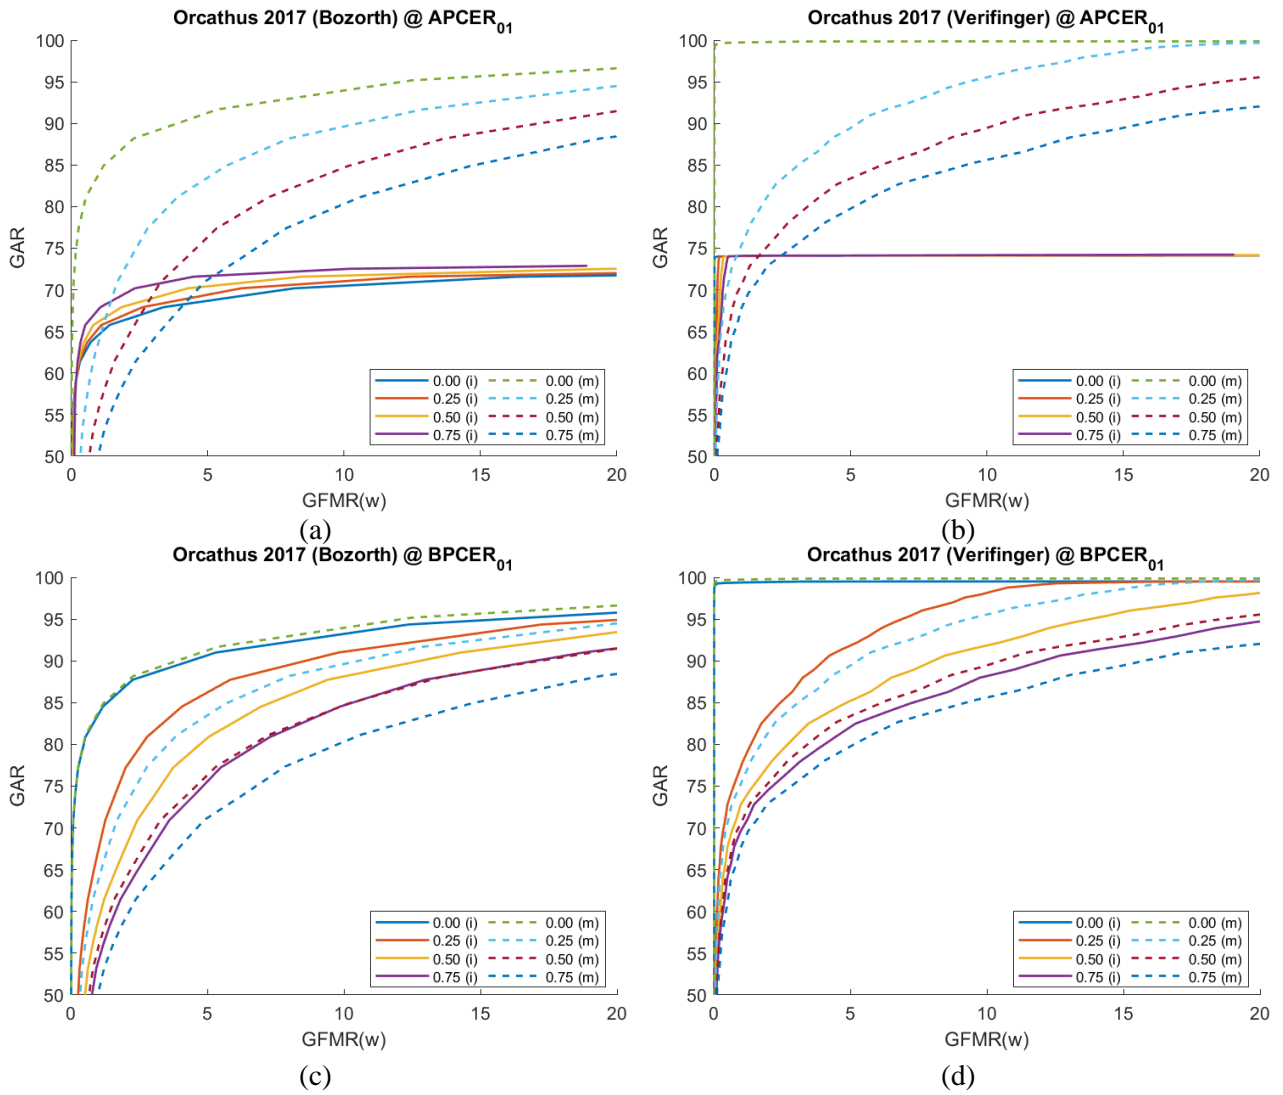 Orcathus 2017 (Bozorth) @ APCER01
100
95
90
85
80
75
70
65
60
55
50
GAR
0.00 (i) 0.00 (m)
0.25 (i) 0.25 (m)
0.50 (i) 0.50 (m)
0.75 (i) 0.75 (m)
0 5 10 15 20
GFMR(w)
(a)
Orcathus 2017 (Verifinger) @ APCER01
100
95
90
85
80
75
70
65
60
55
50
GAR
0.00 (i) 0.00 (m)
0.25 (i) 0.25 (m)
0.50 (i) 0.50 (m)
0.75 (i) 0.75 (m)
0 5 10 15 20
GFMR(w)
(b)
Orcathus 2017 (Bozorth) @ BPCER01
100
95
90
85
80
75
70
65
60
55
50
GAR
0.00 (i) 0.00 (m)
0.25 (i) 0.25 (m)
0.50 (i) 0.50 (m)
0.75 (i) 0.75 (m)
0 5 10 15 20
GFMR(w)
(c)
Orcathus 2017 (Verifinger) @ BPCER01
100
95
90
85
80
75
70
65
60
55
50
GAR
0.00 (i) 0.00 (m)
0.25 (i) 0.25 (m)
0.50 (i) 0.50 (m)
0.75 (i) 0.75 (m)
0 5 10 15 20
GFMR(w)
(d)